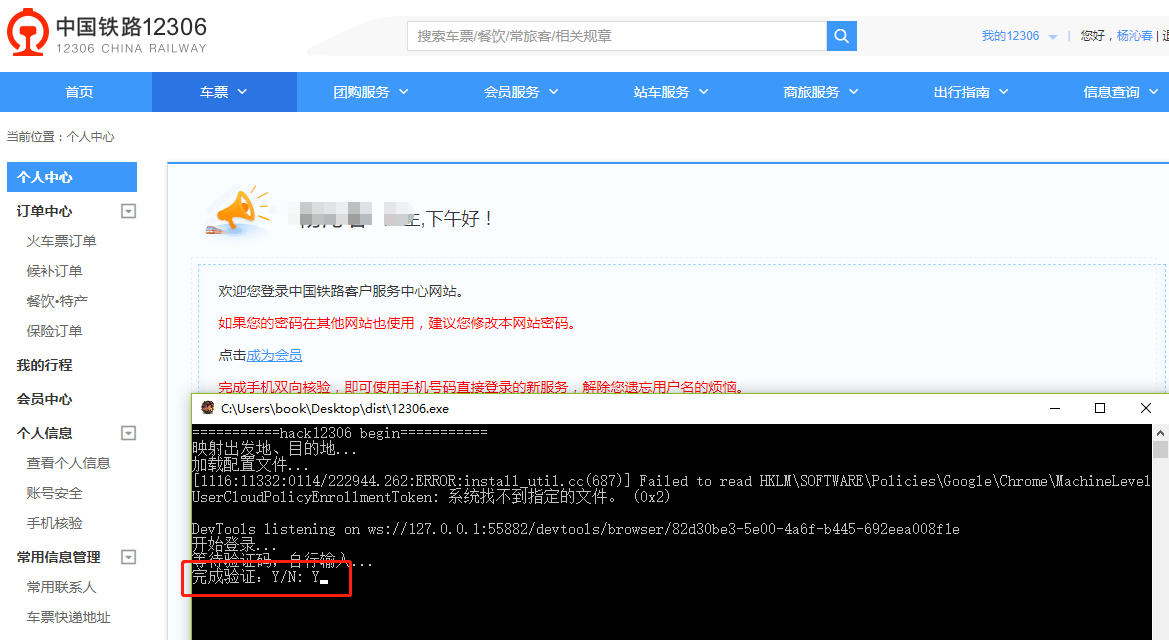 中国铁路12306
12306 CHINA RAILWAY
搜索车票/餐饮/常旅客/相关规章
我的12306 | 您好，杨沁春 |
首页 车票 团购服务 会员服务 站车服务 商旅服务 出行指南 信息查询
当前位置：个人中心
个人中心
订单中心
火车票订单
候补订单
餐饮•特产
保险订单
我的行程
会员中心
个人信息
查看个人信息
账号安全
手机核验
常用信息管理
常用联系人
车票快递地址
,下午好！
欢迎您登录中国铁路客户服务中心网站。
如果您的密码在其他网站也使用，建议您修改本网站密码。
点击成为会员
完成手机双向核验，即可使用手机号码直接登录的新服务，解除您遗忘用户名的烦恼。
C:\Users\book\Desktop\dist\12306.exe
===========hack12306 begin===========
映射出发地、目的地...
加载配置文件...
[1116:11332:0114/222944.262:ERROR:install_util.cc(687)] Failed to read HKLM\SOFTWARE\Policies\Google\Chrome\MachineLevel
UserCloudPolicyEnrollmentToken: 系统找不到指定的文件。 (0x2)
DevTools listening on ws://127.0.0.1:55882/devtools/browser/82d30be3-5e00-4a6f-b445-692eea008f1e
开始登录...
等待验证码，自行输入...
完成验证：Y/N: Y